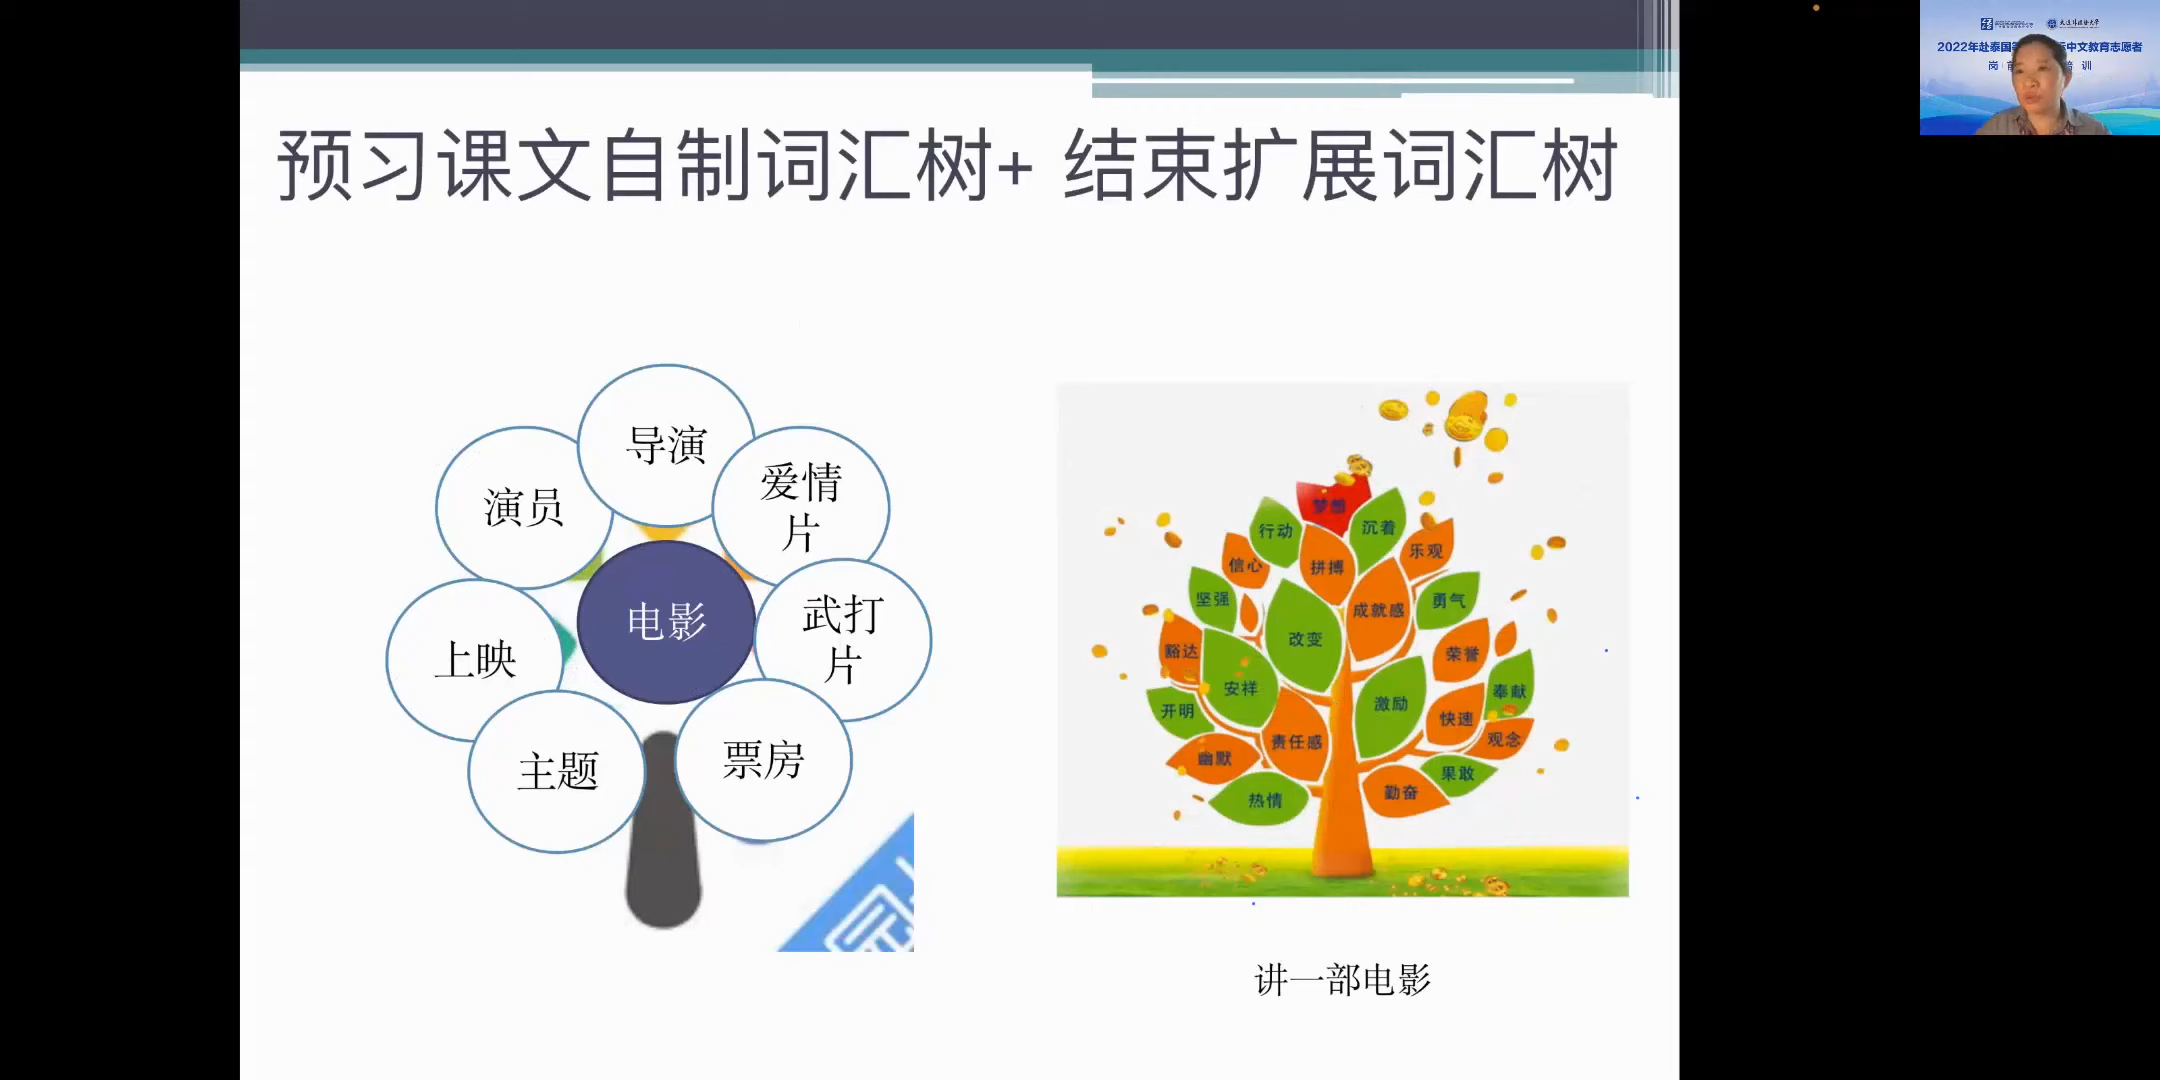 预习课文自制词汇树+ 结束扩展词汇树
导演
演员
爱情
片
电影
武打
片
上映
主题
票房
梦想
行动
沉着
信心
拼搏
乐观
坚强
成就感
勇气
改变
豁达
荣誉
安祥
奉献
开明
激励
快速
责任感
观念
幽默
果敢
热情
勤奋
讲一部电影
2022年赴泰国
中文教育志愿者
岗 前
培 训